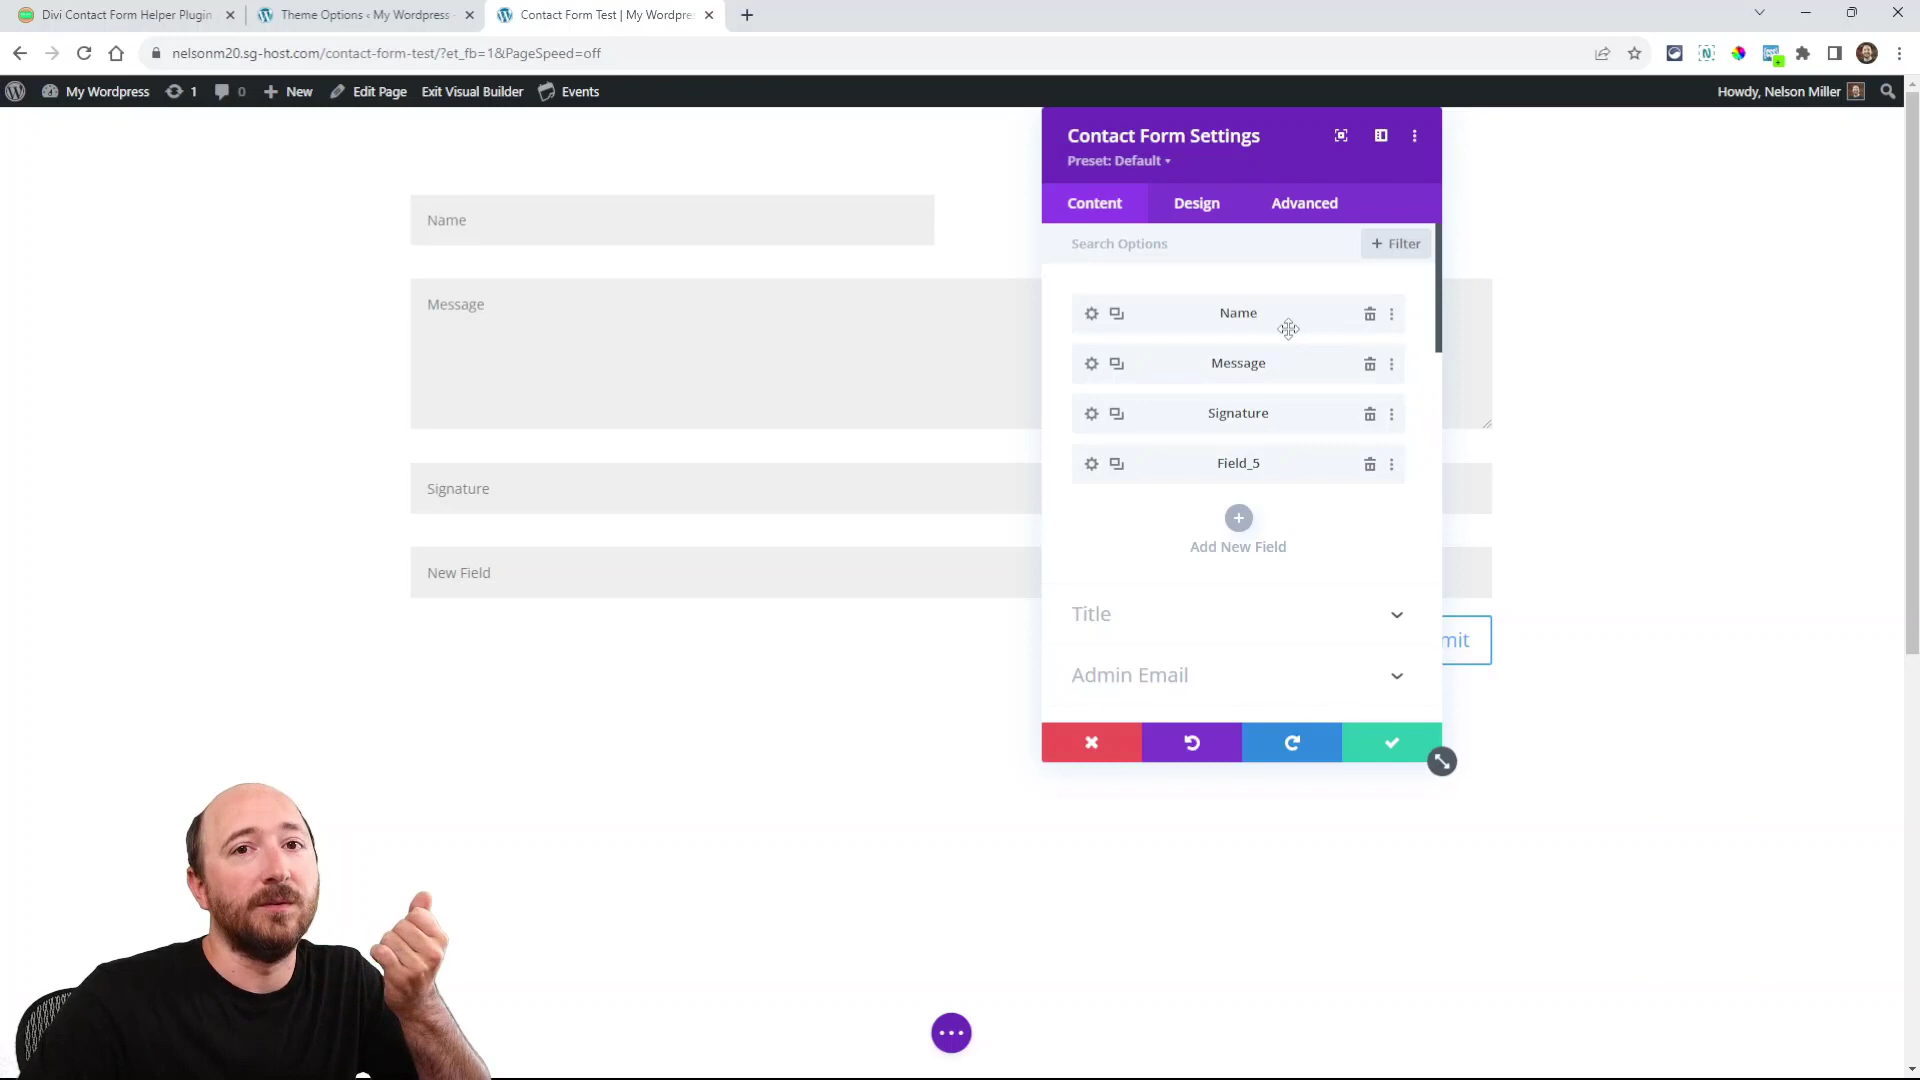 Divi Contact Form Helper Plugin
Theme Options ‹ My Wordpress
Contact Form Test | My Wordpre
nelsonm20.sg-host.com/contact-form-test/?et_fb=1&PageSpeed=off
My Wordpress 1 0 New Edit Page Exit Visual Builder Events Howdy, Nelson Miller
Contact Form Settings
Preset: Default
Content Design Advanced
Search Options
Filter
Name
Message
Signature
Field_5
Add New Field
Title
Admin Email
Name
Message
Signature
New Field
mit